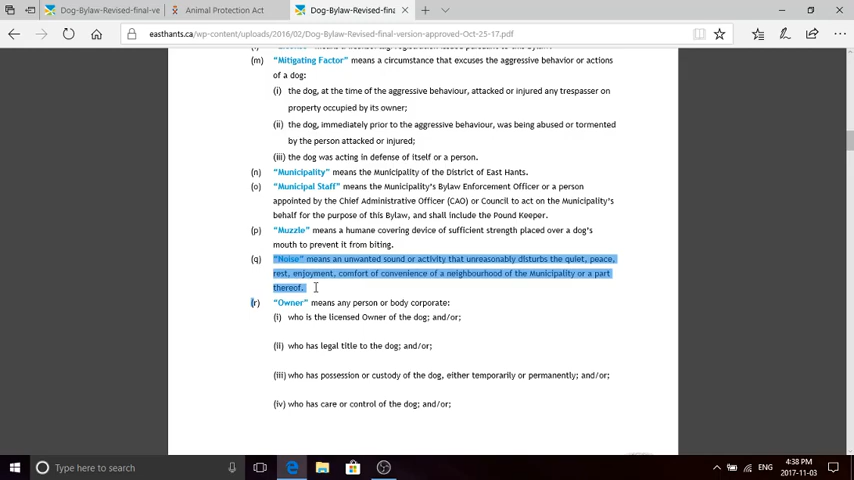 Dog-Bylaw-Revised-final-ve
Animal Protection Act
Dog-Bylaw-Revised-fina
easthants.ca/wp-content/uploads/2016/02/Dog-Bylaw-Revised-final-version-approved-Oct-25-17.pdf
(m) "Mitigating Factor" means a circumstance that excuses the aggressive behavior or actions
of a dog:
(i) the dog, at the time of the aggressive behaviour, attacked or injured any trespasser on
property occupied by its owner;
(ii) the dog, immediately prior to the aggressive behaviour, was being abused or tormented
by the person attacked or injured;
(iii) the dog was acting in defense of itself or a person.
(n) "Municipality" means the Municipality of the District of East Hants.
(o) "Municipal Staff" means the Municipality's Bylaw Enforcement Officer or a person
appointed by the Chief Administrative Officer (CAO) or Council to act on the Municipality's
behalf for the purpose of this Bylaw, and shall include the Pound Keeper.
(p) "Muzzle" means a humane covering device of sufficient strength placed over a dog's
mouth to prevent it from biting.
(q) "Noise" means an unwanted sound or activity that unreasonably disturbs the quiet, peace,
rest, enjoyment, comfort of convenience of a neighbourhood of the Municipality or a part
thereof.
(r) "Owner" means any person or body corporate:
(i) who is the licensed Owner of the dog; and/or;
(ii) who has legal title to the dog; and/or;
(iii) who has possession or custody of the dog, either temporarily or permanently; and/or;
(iv) who has care or control of the dog; and/or;
Type here to search
ENG
4:38 PM
2017-11-03